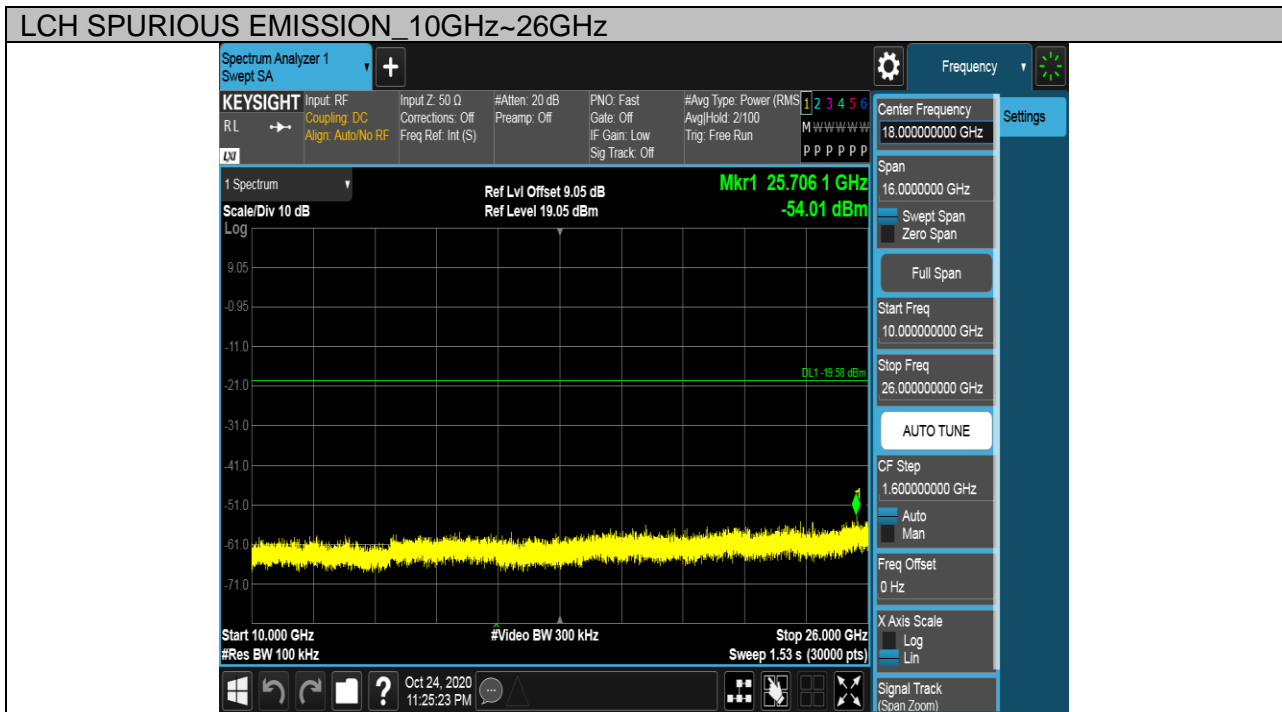 LCH SPURIOUS EMISSION_10GHz~26GHz
Spectrum Analyzer 1
Swept SA
Frequency
KEYSIGHT
Input: RF
Input Z: 50 Ω
#Atten: 20 dB
PNO: Fast
#Avg Type: Power (RMS
1 2 3 4 5 6
RL
Coupling: DC
Corrections: Off
Preamp: Off
Gate: Off
Avg|Hold: 2/100
M W W W W W
Align: Auto/No RF
Freq Ref: Int (S)
IF Gain: Low
Trig: Free Run
LXI
Sig Track: Off
P P P P P P
1 Spectrum
Ref Lvl Offset 9.05 dB
Mkr1 25.706 1 GHz
Scale/Div 10 dB
Ref Level 19.05 dBm
-54.01 dBm
Log
9.05
-0.95
-11.0
DL1 -19.58 dBm
-21.0
-31.0
-41.0
-51.0
1
-61.0
-71.0
Start 10.000 GHz
#Video BW 300 kHz
Stop 26.000 GHz
#Res BW 100 kHz
Sweep 1.53 s (30000 pts)
Center Frequency
18.000000000 GHz
Settings
Span
16.0000000 GHz
Swept Span
Zero Span
Full Span
Start Freq
10.000000000 GHz
Stop Freq
26.000000000 GHz
AUTO TUNE
CF Step
1.600000000 GHz
Auto
Man
Freq Offset
0 Hz
X Axis Scale
Log
Lin
Signal Track
(Span Zoom)
?
Oct 24, 2020
11:25:23 PM